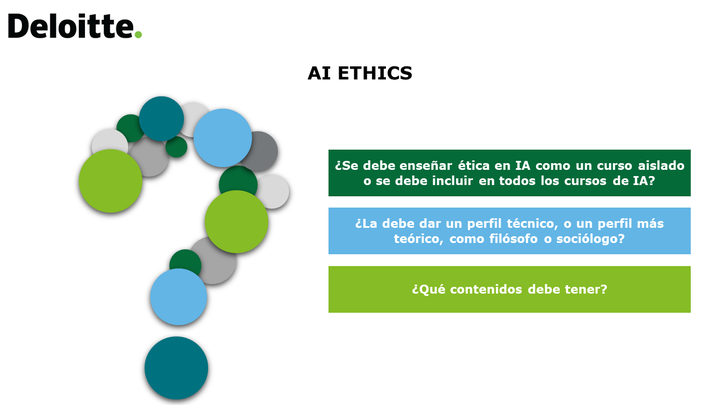 Deloitte.
AI ETHICS
¿Se debe enseñar ética en IA como un curso aislado
o se debe incluir en todos los cursos de IA?
¿La debe dar un perfil técnico, o un perfil más
teórico, como filósofo o sociólogo?
¿Qué contenidos debe tener?